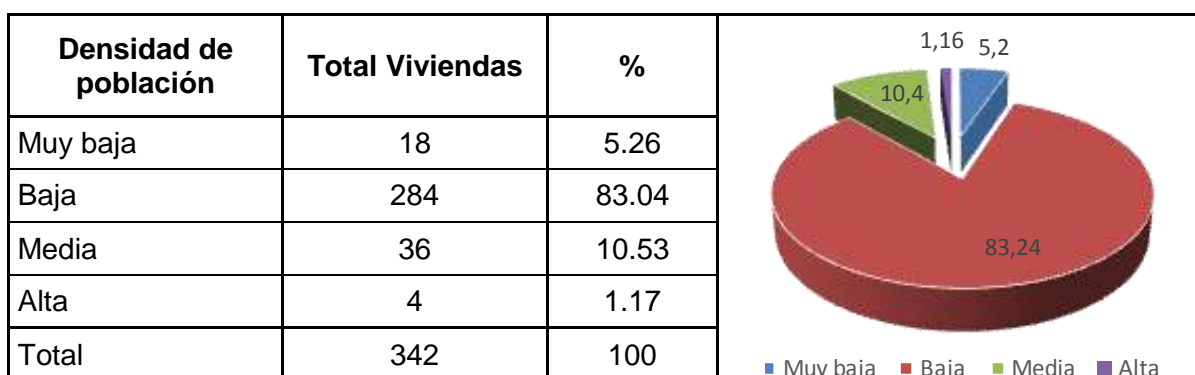 Densidad de población Total Viviendas %
Muy baja 18 5.26
Baja 284 83.04
Media 36 10.53
Alta 4 1.17
Total 342 100
1,16 5,2
10,4
83,24
Muy baja Baja Media Alta